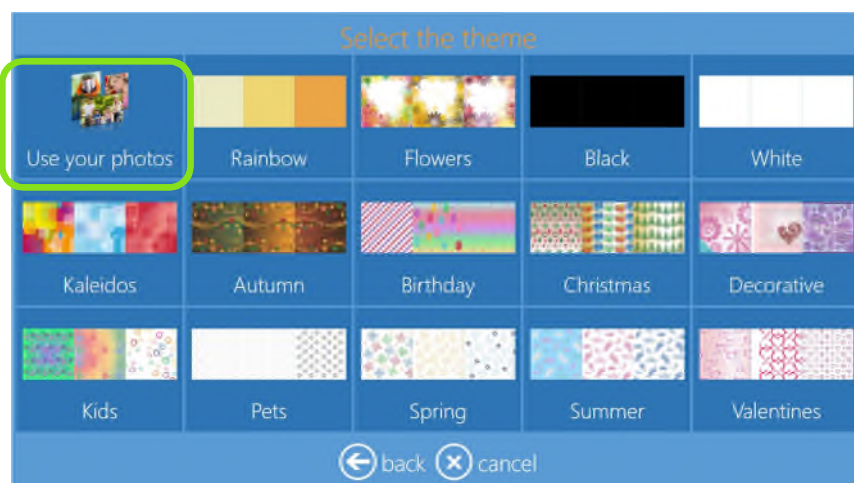 Select the theme
Use your photos
Rainbow
Flowers
Black
White
Kaleidos
Autumn
Birthday
Christmas
Decorative
Kids
Pets
Spring
Summer
Valentines
back
cancel